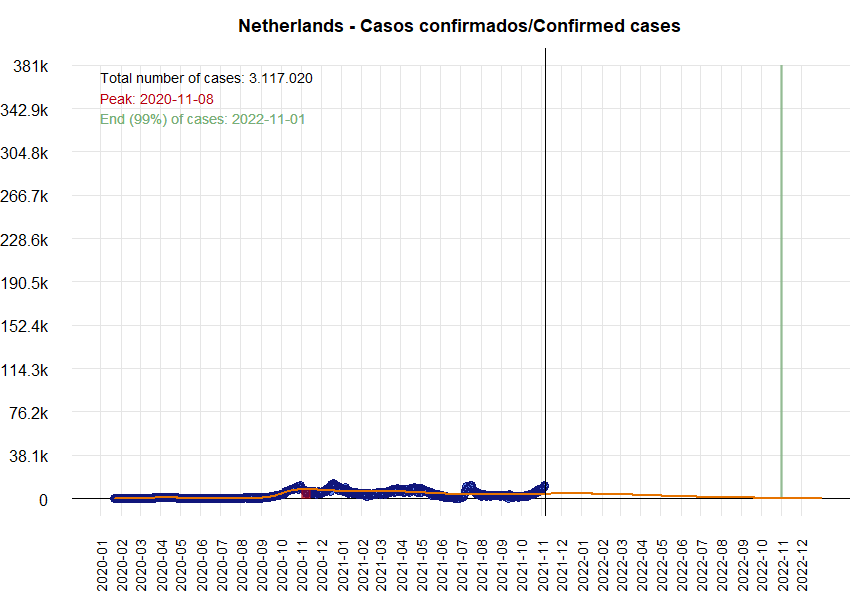 Netherlands - Casos confirmados/Confirmed cases
Total number of cases: 3.117.020
Peak: 2020-11-08
End (99%) of cases: 2022-11-01
381k
342.9k
304.8k
266.7k
228.6k
190.5k
152.4k
114.3k
76.2k
38.1k
0
2020-01
2020-02
2020-03
2020-04
2020-05
2020-06
2020-07
2020-08
2020-09
2020-10
2020-11
2020-12
2021-01
2021-02
2021-03
2021-04
2021-05
2021-06
2021-07
2021-08
2021-09
2021-10
2021-11
2021-12
2022-01
2022-02
2022-03
2022-04
2022-05
2022-06
2022-07
2022-08
2022-09
2022-10
2022-11
2022-12